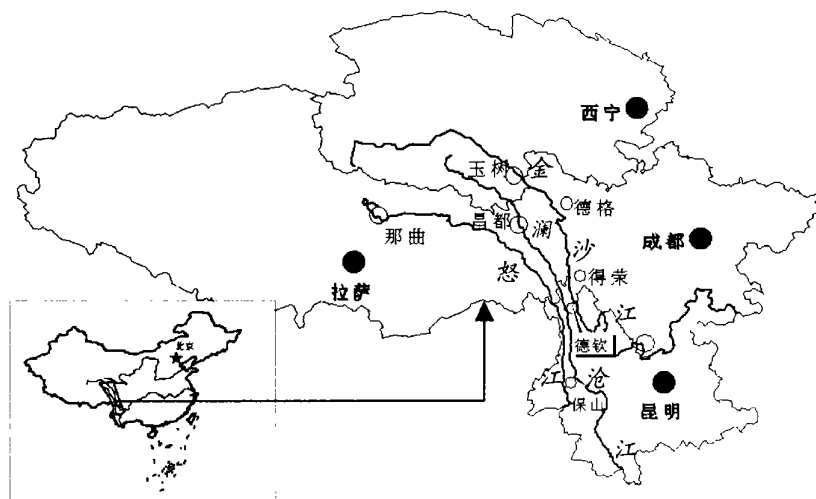 西宁
玉树
金
德格
昌都
澜
那曲
沙
成都
怒
得荣
拉萨
江
北京
德钦
江
沧
保山
昆明
江